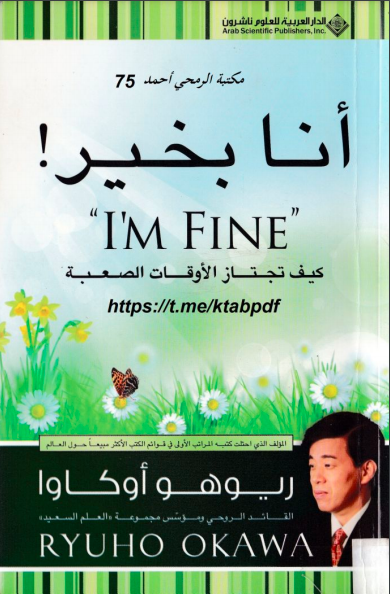 الدار العربية للعلوم ناشرون
Arab Scientific Publishers, Inc.
مكتبة الرمحي أحمد 75
أنا بخير!
"I'M FINE"
كيف تجتاز الأوقات الصعبة
https://t.me/ktabpdf
المؤلف الذي احتلت كتبه المراتب الأولى في قوائم الكتب الأكثر مبيعاً حول العالم
ريوهو أوكاوا
القائد الروحي ومؤسّس مجموعة «العلم السعيد»
RYUHO OKAWA